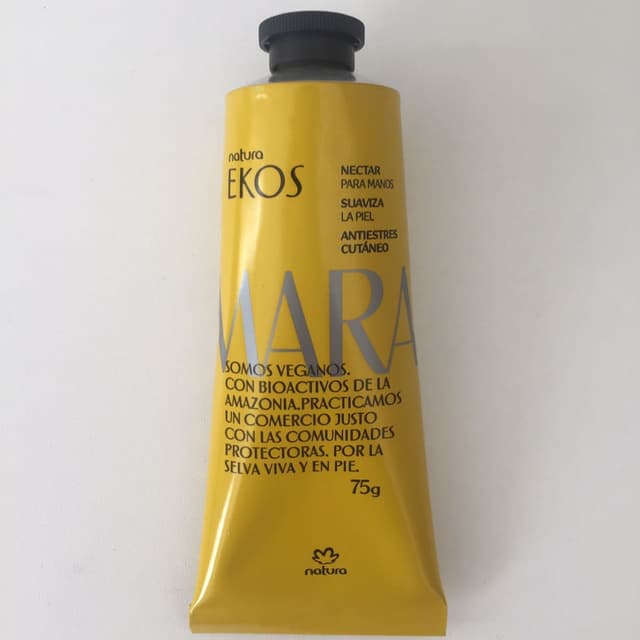 natura
EKOS
NECTAR
PARA MANOS
SUAVIZA
LA PIEL
ANTIESTRES
CUTÁNEO
MARA
SOMOS VEGANOS.
CON BIOACTIVOS DE LA
AMAZONIA.PRACTICAMOS
UN COMERCIO JUSTO
CON LAS COMUNIDADES
PROTECTORAS. POR LA
SELVA VIVA Y EN PIE.
75g
natura